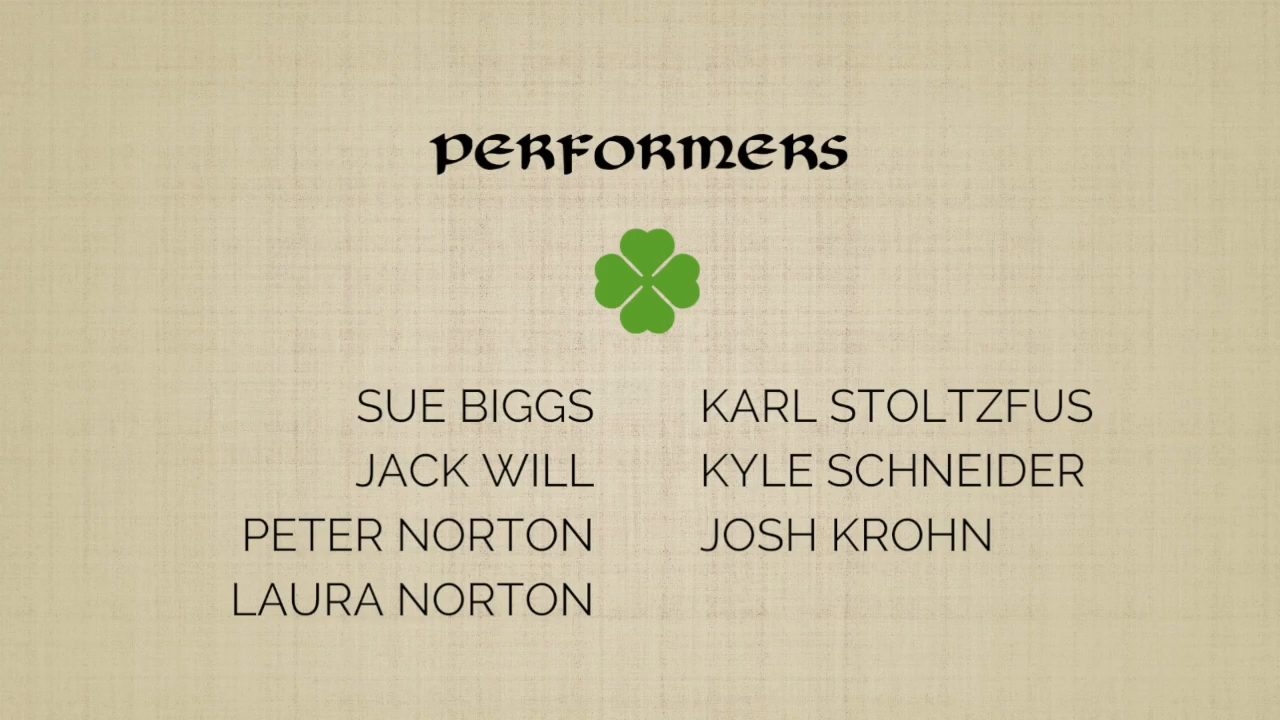 PERFORMERS
SUE BIGGS
JACK WILL
PETER NORTON
LAURA NORTON
KARL STOLTZFUS
KYLE SCHNEIDER
JOSH KROHN